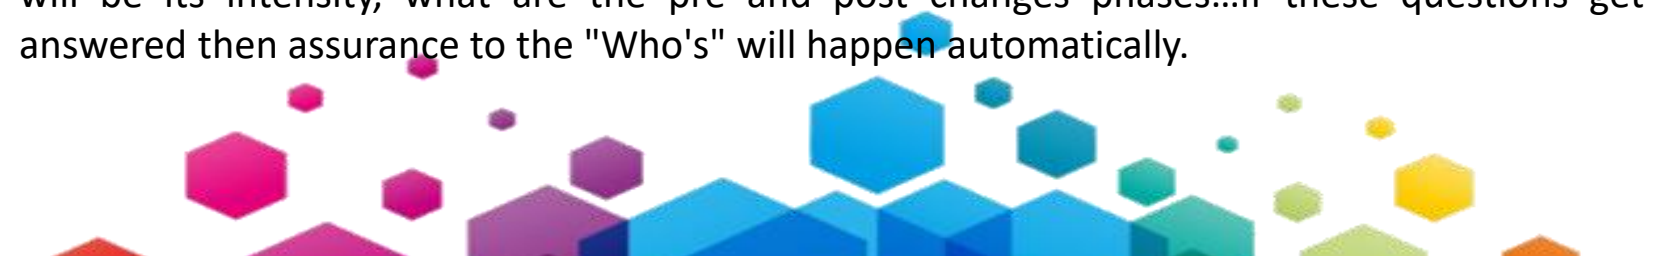 will be its intensity, what are the pre and post changes phases...if these questions get
answered then assurance to the "Who's" will happen automatically.